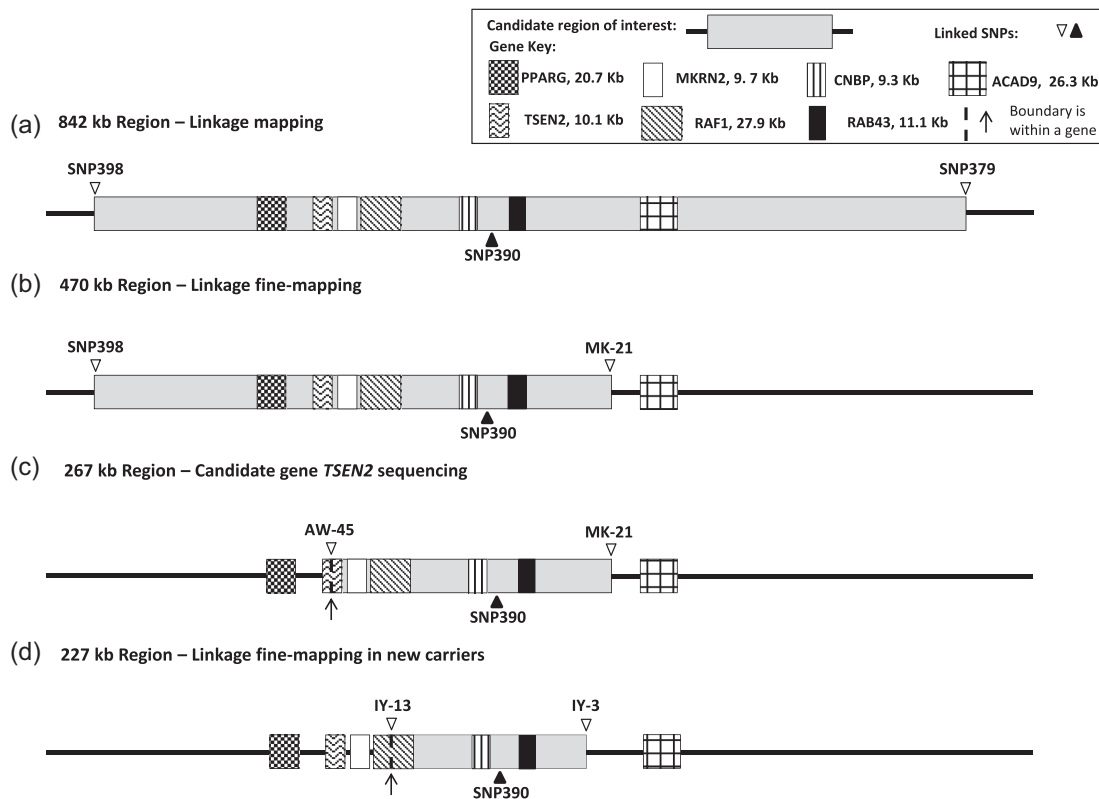 Candidate region of interest:
Linked SNPs:
Gene Key:
PPARG, 20.7 Kb
MKRN2, 9. 7 Kb
CNBP, 9.3 Kb
ACAD9, 26.3 Kb
TSEN2, 10.1 Kb
RAF1, 27.9 Kb
RAB43, 11.1 Kb
Boundary is
within a gene
(a) 842 kb Region – Linkage mapping
SNP398
SNP379
SNP390
(b) 470 kb Region – Linkage fine-mapping
SNP398
MK-21
SNP390
(c) 267 kb Region – Candidate gene TSEN2 sequencing
AW-45
MK-21
SNP390
(d) 227 kb Region – Linkage fine-mapping in new carriers
IY-13
IY-3
SNP390